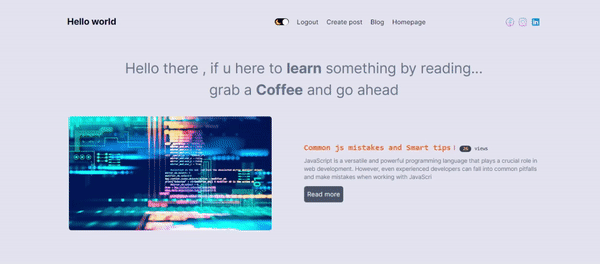 Hello world
Logout Create post Blog Homepage
Hello there , if u here to learn something by reading...
grab a Coffee and go ahead
Common js mistakes and Smart tips ! 26 views
JavaScript is a versatile and powerful programming language that plays a crucial role in
web development. However, even experienced developers can fall into common pitfalls
and make mistakes when working with JavaScri
Read more